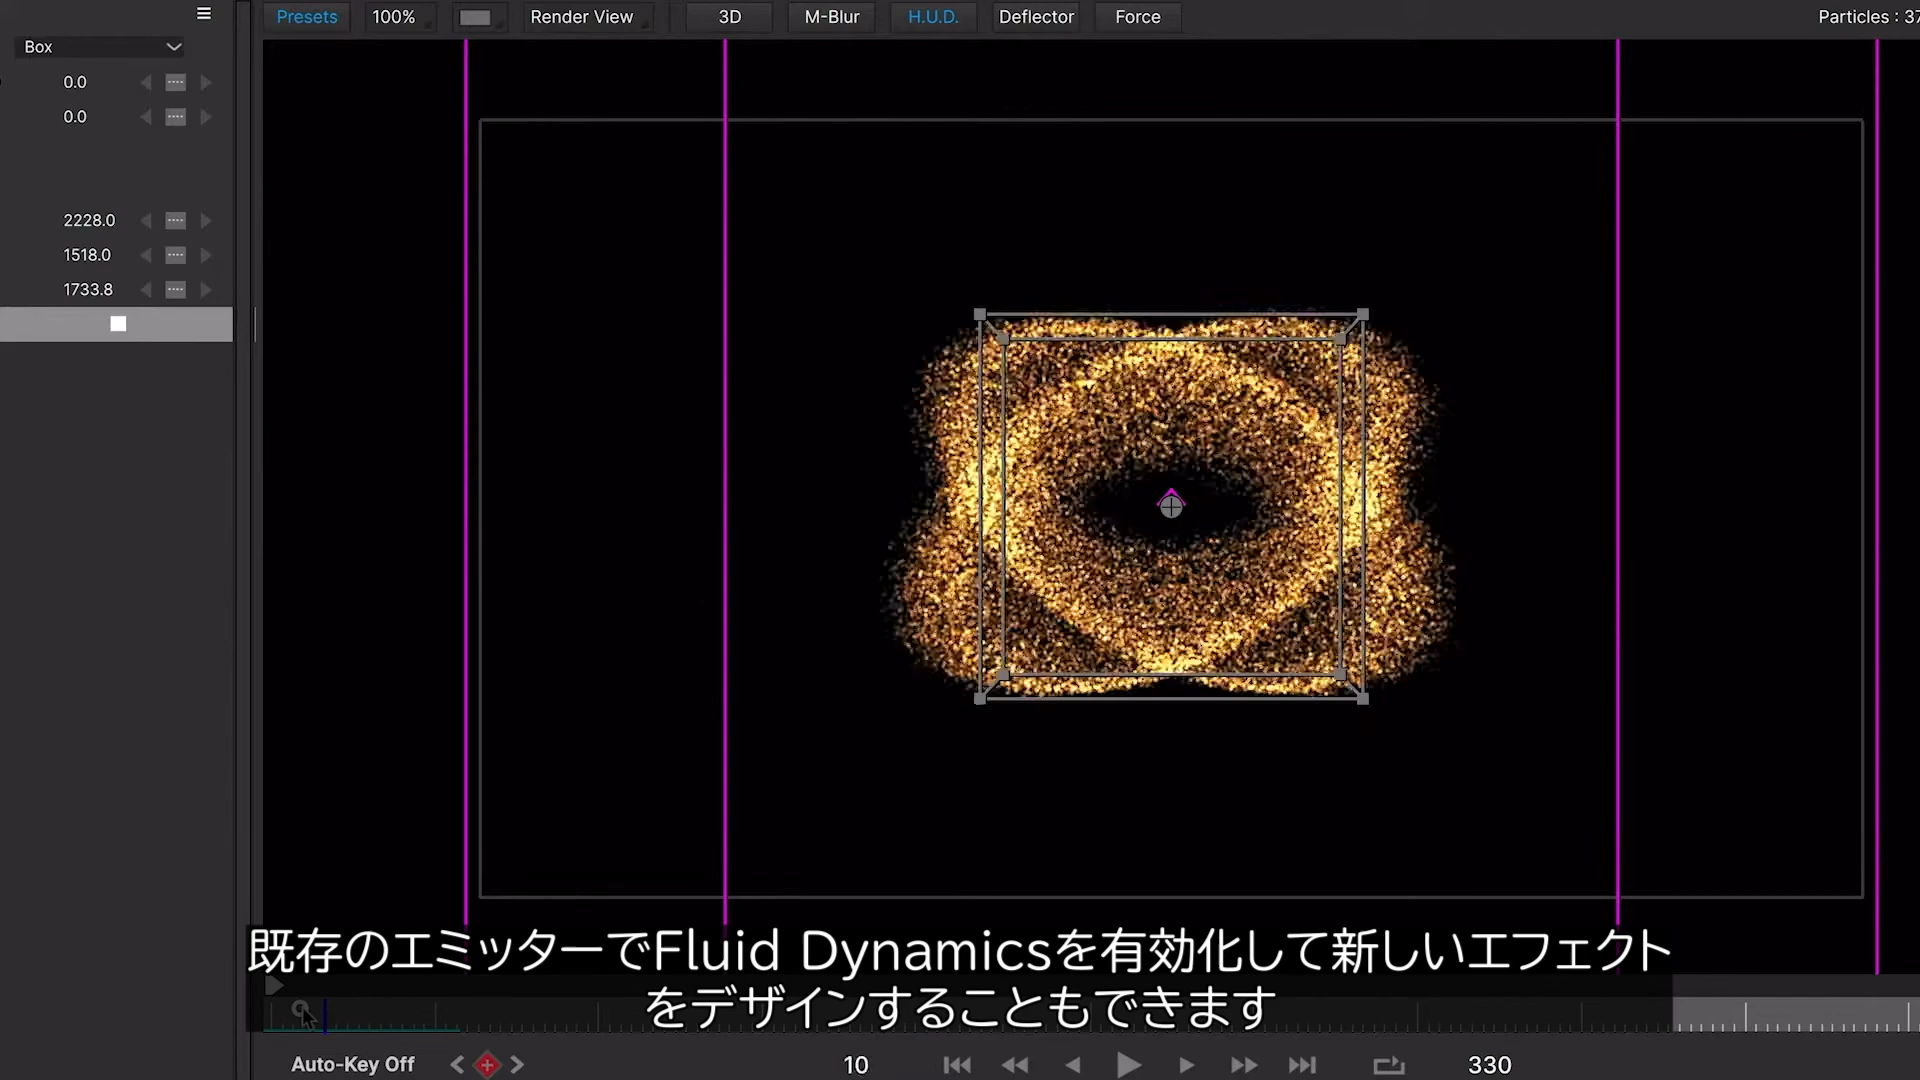 Presets 100% Render View 3D M-Blur H.U.D. Deflector Force Particles : 37
Box
0.0
0.0
2228.0
1518.0
1733.8
既存のエミッターでFluid Dynamicsを有効化して新しいエフェクト
をデザインすることもできます
Auto-Key Off 10 330